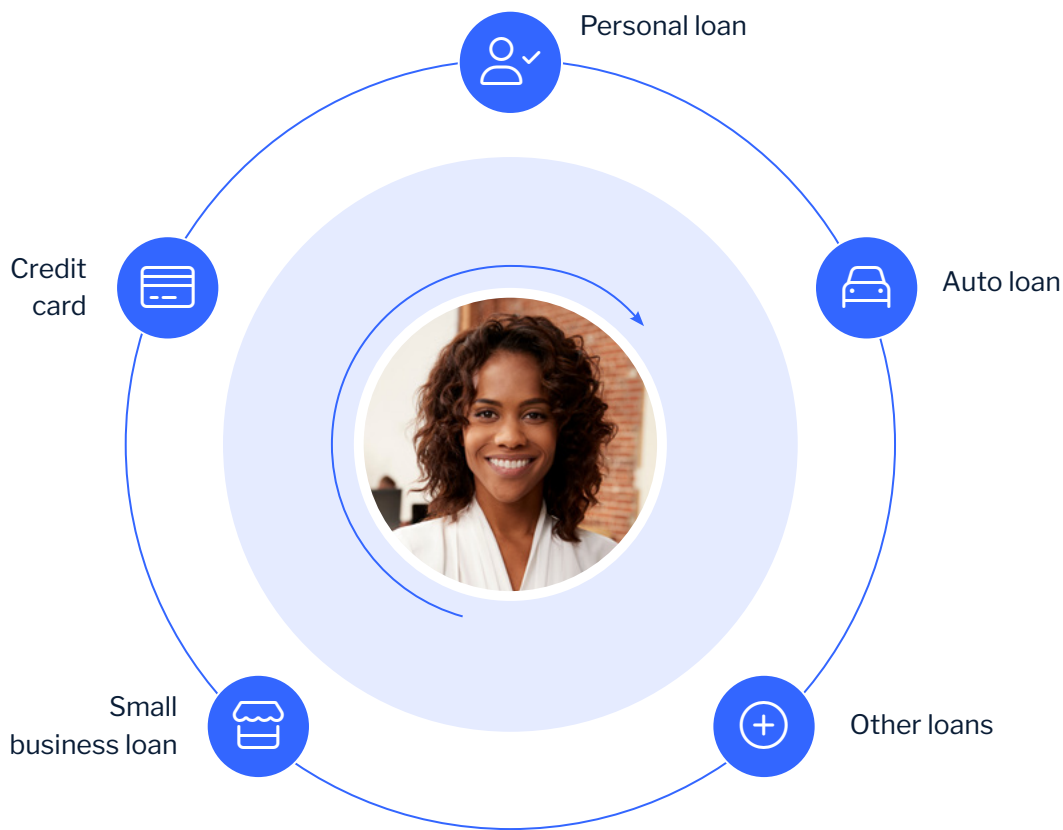 Personal loan
Credit
card
Auto loan
Small
business loan
Other loans